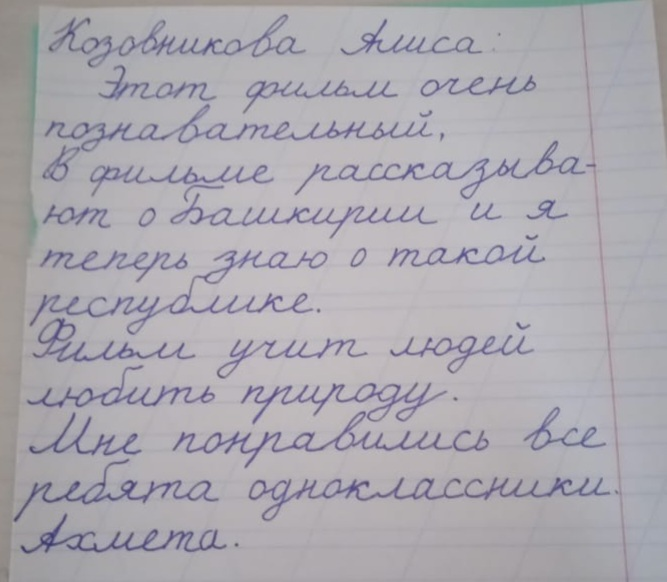 Козовникова Алиса:
Этот фильм очень
познавательный.
В фильме рассказыва-
ют о Башкирии и я
теперь знаю о такой
республике.
Фильм учит людей
любить природу.
Мне понравились все
ребята одноклассники.
Ахмета.